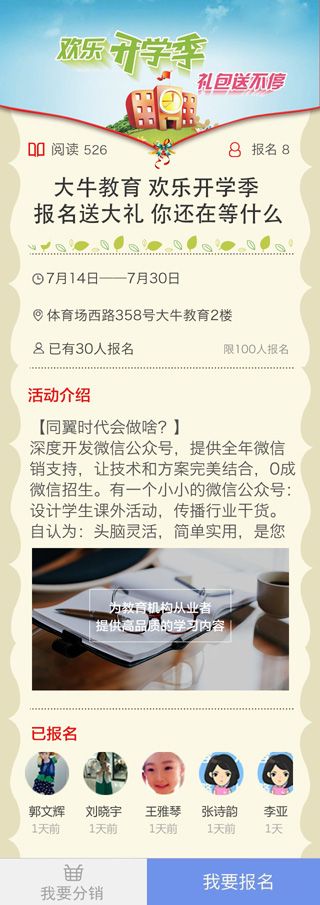 欢乐 开学季
礼包送不停
阅读 526
报名 8
大牛教育 欢乐开学季
报名送大礼 你还在等什么
7月14日——7月30日
体育场西路358号大牛教育2楼
已有30人报名
限100人报名
活动介绍
【同翼时代会做啥？】
深度开发微信公众号，提供全年微信
销支持，让技术和方案完美结合，0成
微信招生。有一个小小的微信公众号：
设计学生课外活动，传播行业干货。
自认为：头脑灵活，简单实用，是您
为教育机构从业者
提供高品质的学习内容
已报名
郭文辉 刘晓宇 王雅琴 张诗韵 李亚
1天前 1天前 1天前 1天前 1天
我要分销
我要报名